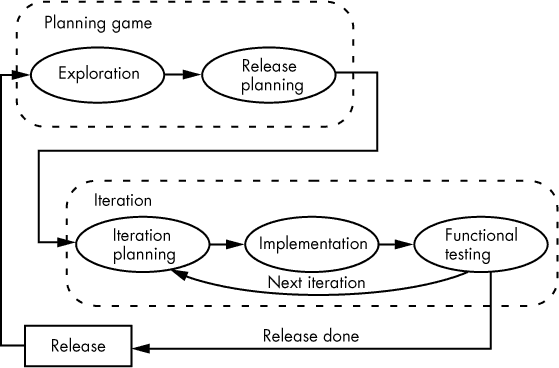 Planning game
Exploration
Release
planning
Iteration
Iteration
planning
Implementation
Functional
testing
Next iteration
Release done
Release